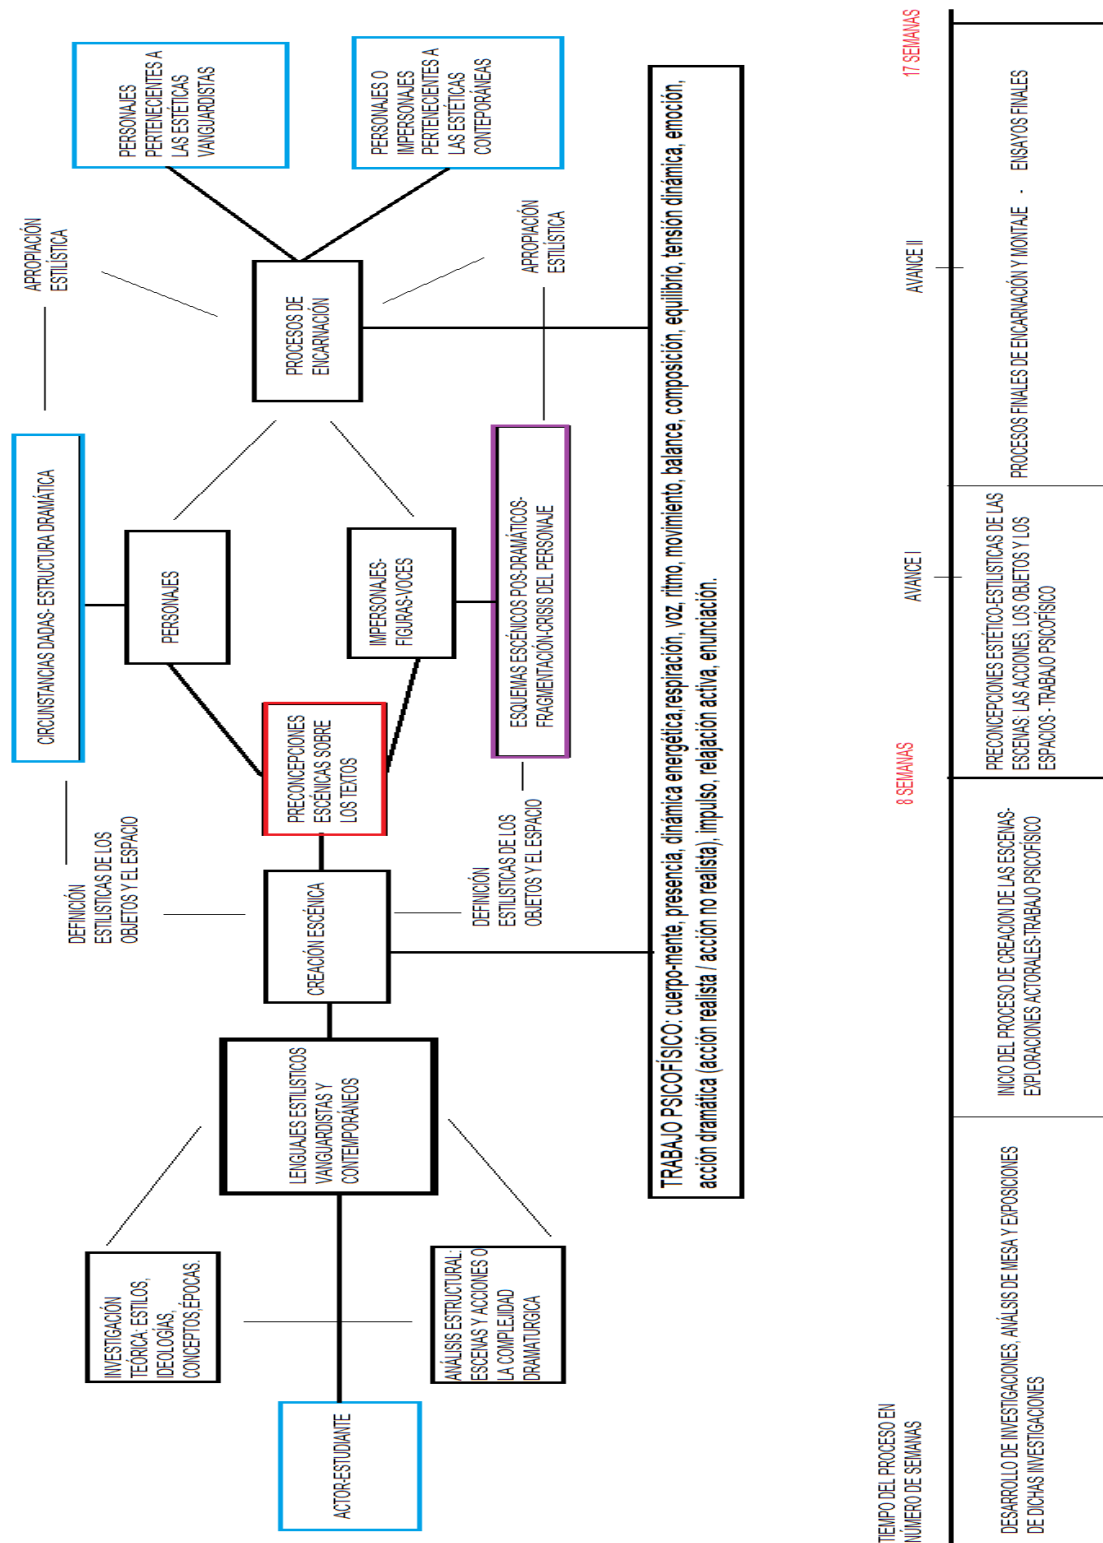 ACTOR-ESTUDIANTE
INVESTIGACIÓN
TEÓRICA: ESTILOS,
IDEOLOGÍAS,
CONCEPTOS,ÉPOCAS.
ANÁLISIS ESTRUCTURAL:
ESCENAS Y ACCIONES O
LA COMPLEJIDAD
DRAMATURGICA
LENGUAJES ESTILISTICOS
VANGUARDISTAS Y
CONTEMPORÁNEOS
CREACIÓN ESCÉNICA
DEFINICIÓN
ESTILISTICAS DE LOS
OBJETOS Y EL ESPACIO
DEFINICIÓN
ESTILISTICAS DE LOS
OBJETOS Y EL ESPACIO
PRECONCEPCIONES
ESCÉNICAS SOBRE
LOS TEXTOS
CIRCUNSTANCIAS DADAS- ESTRUCTURA DRAMÁTICA
PERSONAJES
IMPERSONAJES-
FIGURAS-VOCES
ESQUEMAS ESCÉNICOS POS-DRAMÁTICOS-
FRAGMENTACIÓN-CRISIS DEL PERSONAJE
APROPIACIÓN
ESTILÍSTICA
PROCESOS DE
ENCARNACIÓN
APROPIACIÓN
ESTILÍSTICA
PERSONAJES
PERTENECIENTES A
LAS ESTÉTICAS
VANGUARDISTAS
PERSONAJES O
IMPERSONAJES
PERTENECIENTES A
LAS ESTÉTICAS
CONTEPORÁNEAS
TRABAJO PSICOFÍSICO: cuerpo-mente, presencia, dinámica energética,respiración, voz, ritmo, movimiento, balance, composición, equilibrio, tensión dinámica, emoción,
acción dramática (acción realista / acción no realista), impulso, relajación activa, enunciación.
TIEMPO DEL PROCESO EN
NÚMERO DE SEMANAS
8 SEMANAS
AVANCE I
AVANCE II
17 SEMANAS
DESARROLLO DE INVESTIGACIONES, ANÁLSIS DE MESA Y EXPOSICIONES
DE DICHAS INVESTIGACIONES
INICIO DEL PROCESO DE CREACION DE LAS ESCENAS-
EXPLORACIONES ACTORALES-TRABAJO PSICOFÍSICO
PRECONCEPCIONES ESTÉTICO-ESTILISTICAS DE LAS
ESCENAS: LAS ACCIONES, LOS OBJETOS Y LOS
ESPACIOS - TRABAJO PSICOFÍSICO
PROCESOS FINALES DE ENCARNACIÓN Y MONTAJE - ENSAYOS FINALES